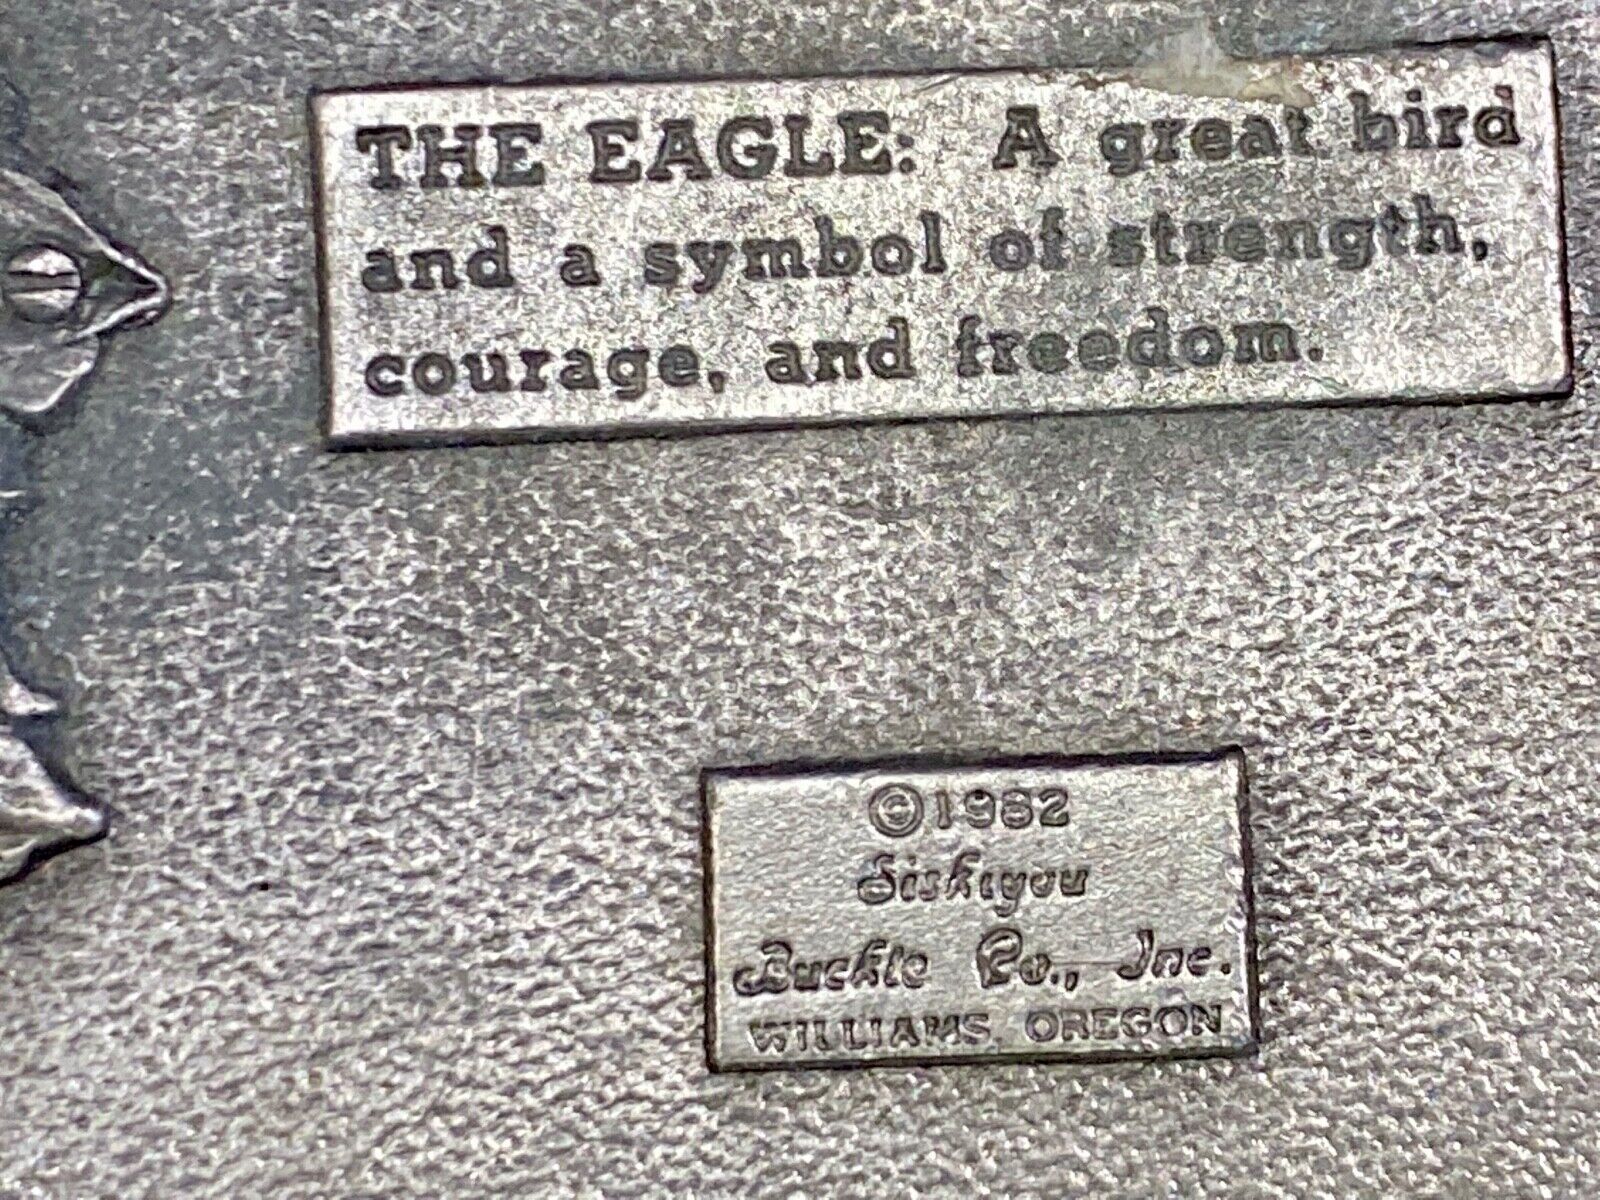 THE EAGLE: A great bird
and a symbol of strength,
courage, and freedom.
©1982
Siskiyou
Buckle Co., Inc.
WILLIAMS, OREGON